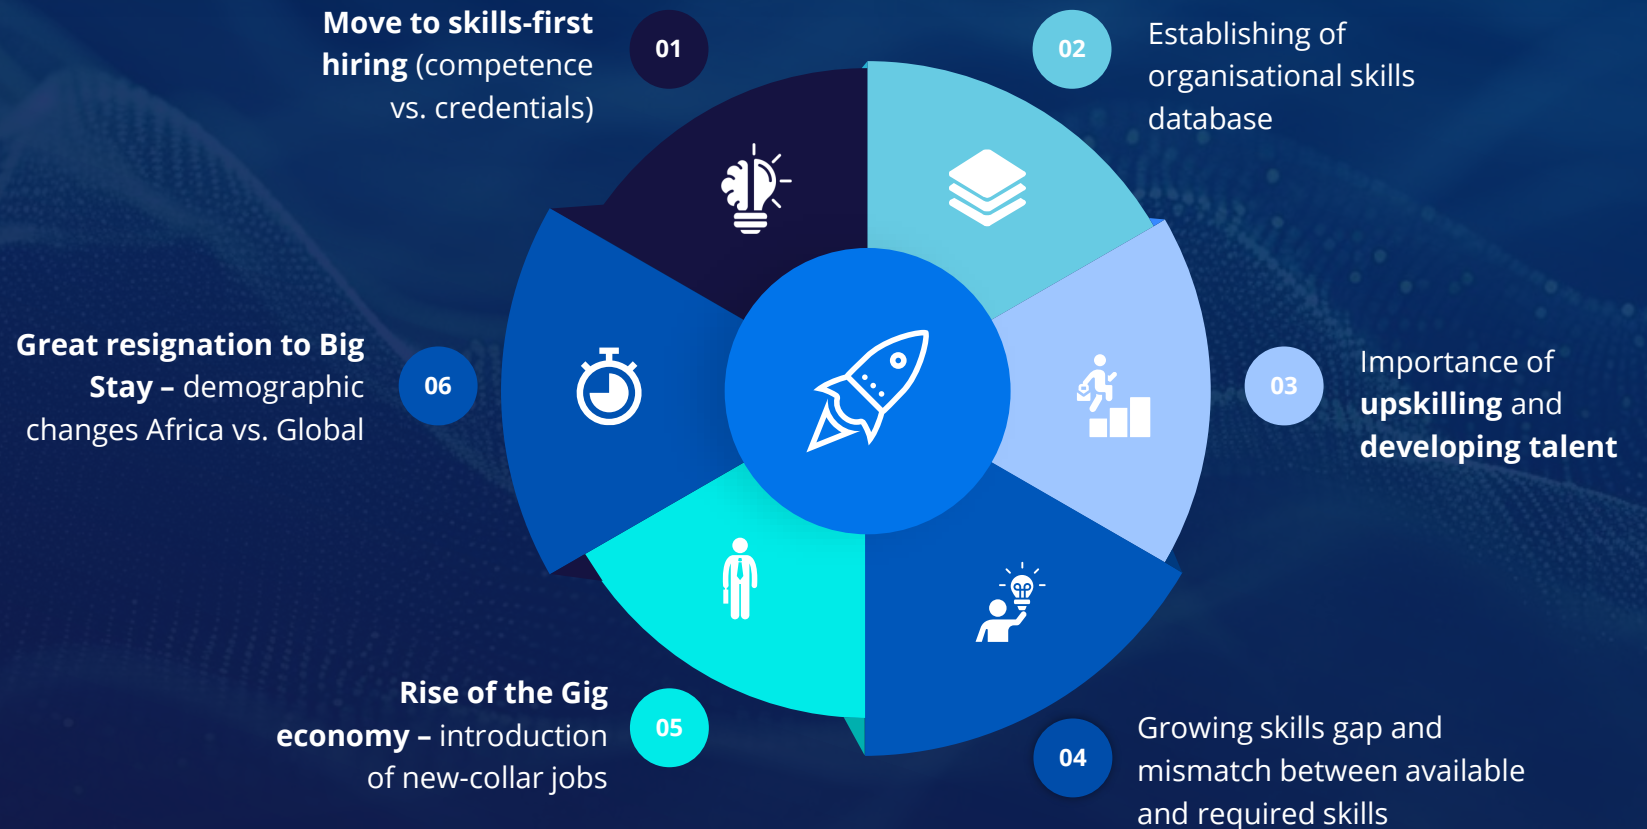 01
Move to skills-first
hiring (competence
vs. credentials)
02
Establishing of
organisational skills
database
03
Importance of
upskilling and
developing talent
04
Growing skills gap and
mismatch between available
and required skills
05
Rise of the Gig
economy – introduction
of new-collar jobs
06
Great resignation to Big
Stay – demographic
changes Africa vs. Global